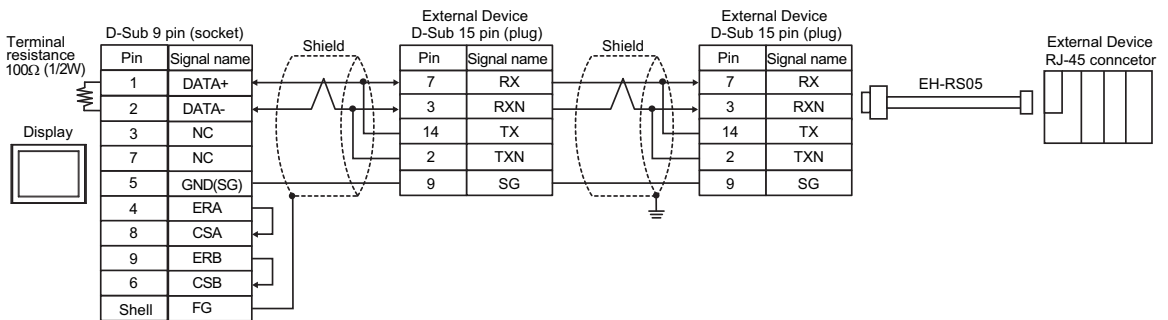 Terminal
resistance
100Ω (1/2W)
Display
D-Sub 9 pin (socket)
Pin Signal name
1 DATA+
2 DATA-
3 NC
7 NC
5 GND(SG)
4 ERA
8 CSA
9 ERB
6 CSB
Shell FG
Shield
External Device
D-Sub 15 pin (plug)
Pin Signal name
7 RX
3 RXN
14 TX
2 TXN
9 SG
Shield
External Device
D-Sub 15 pin (plug)
Pin Signal name
7 RX
3 RXN
14 TX
2 TXN
9 SG
EH-RS05
External Device
RJ-45 conncetor